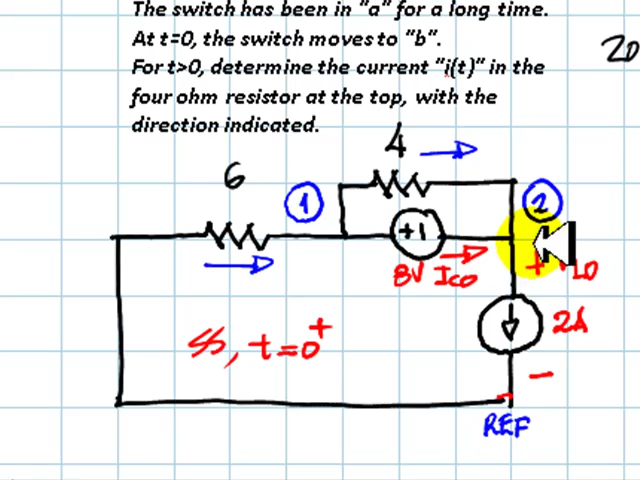 The switch has been in "a" for a long time.
At t=0, the switch moves to "b".
For t>0, determine the current "i(t)" in the
four ohm resistor at the top, with the
direction indicated.
20
4
6
1
2
+1
8V Ico
+
2A
SS, t=0+
−
REF